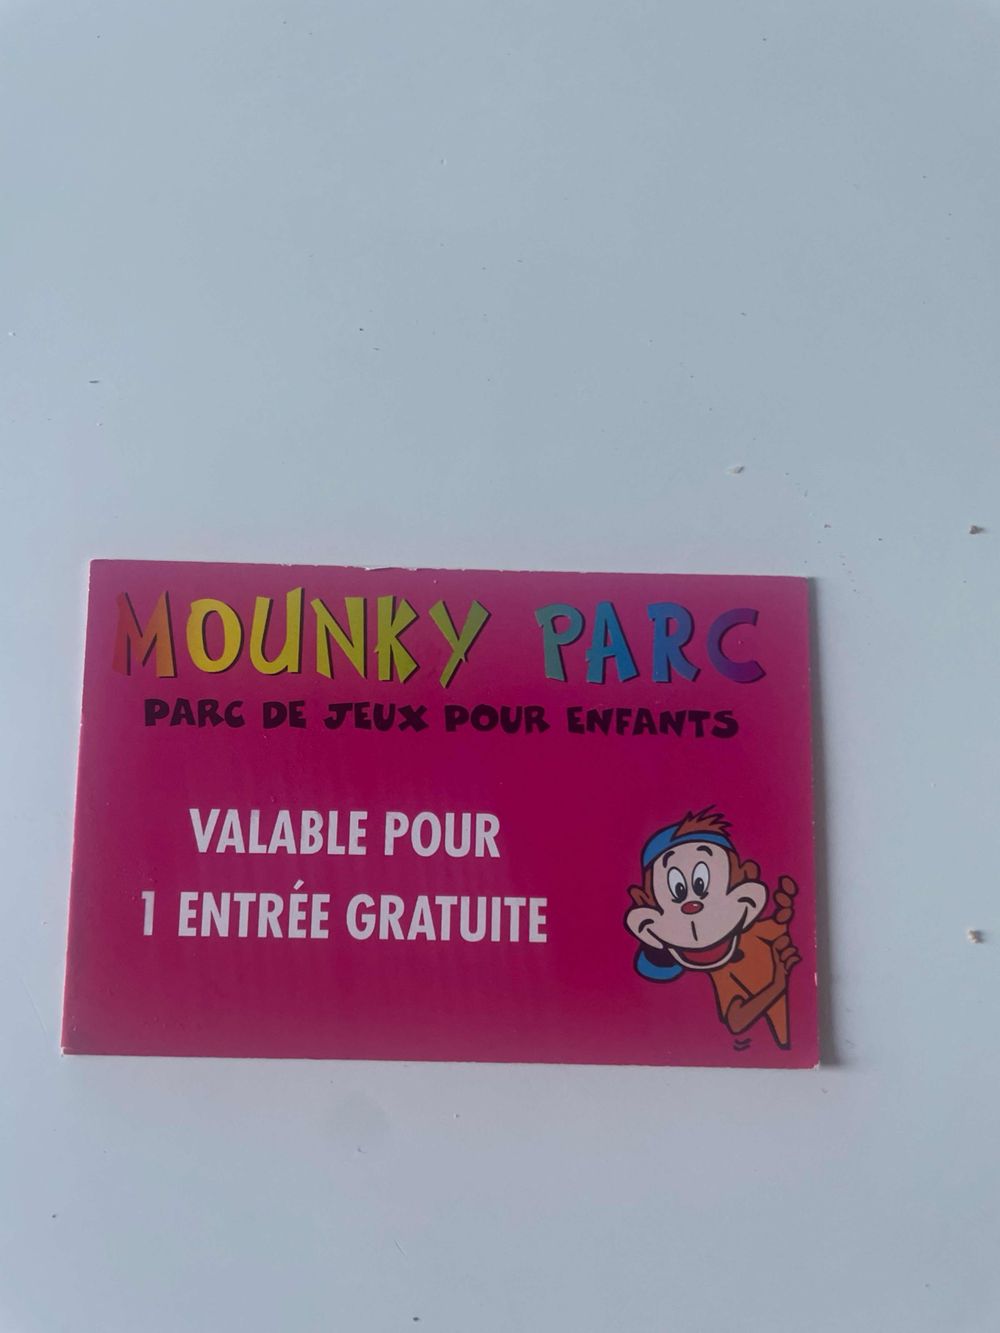 MOUNKY PARC
PARC DE JEUX POUR ENFANTS
VALABLE POUR
1 ENTRÉE GRATUITE